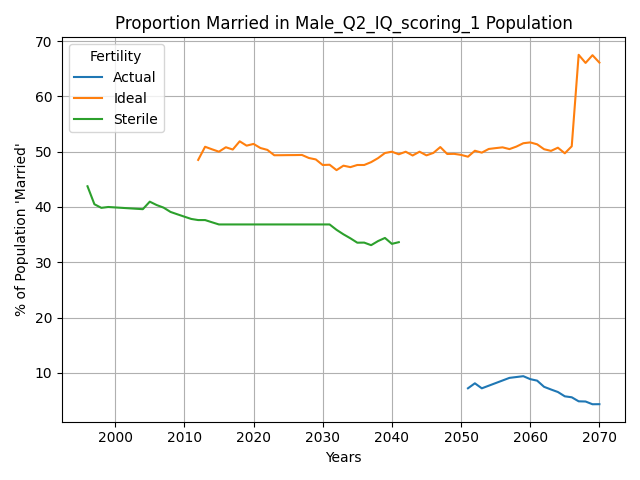 Proportion Married in Male_Q2_IQ_scoring_1 Population
% of Population 'Married'
70
60
50
40
30
20
10
Fertility
Actual
Ideal
Sterile
2000 2010 2020 2030 2040 2050 2060 2070
Years